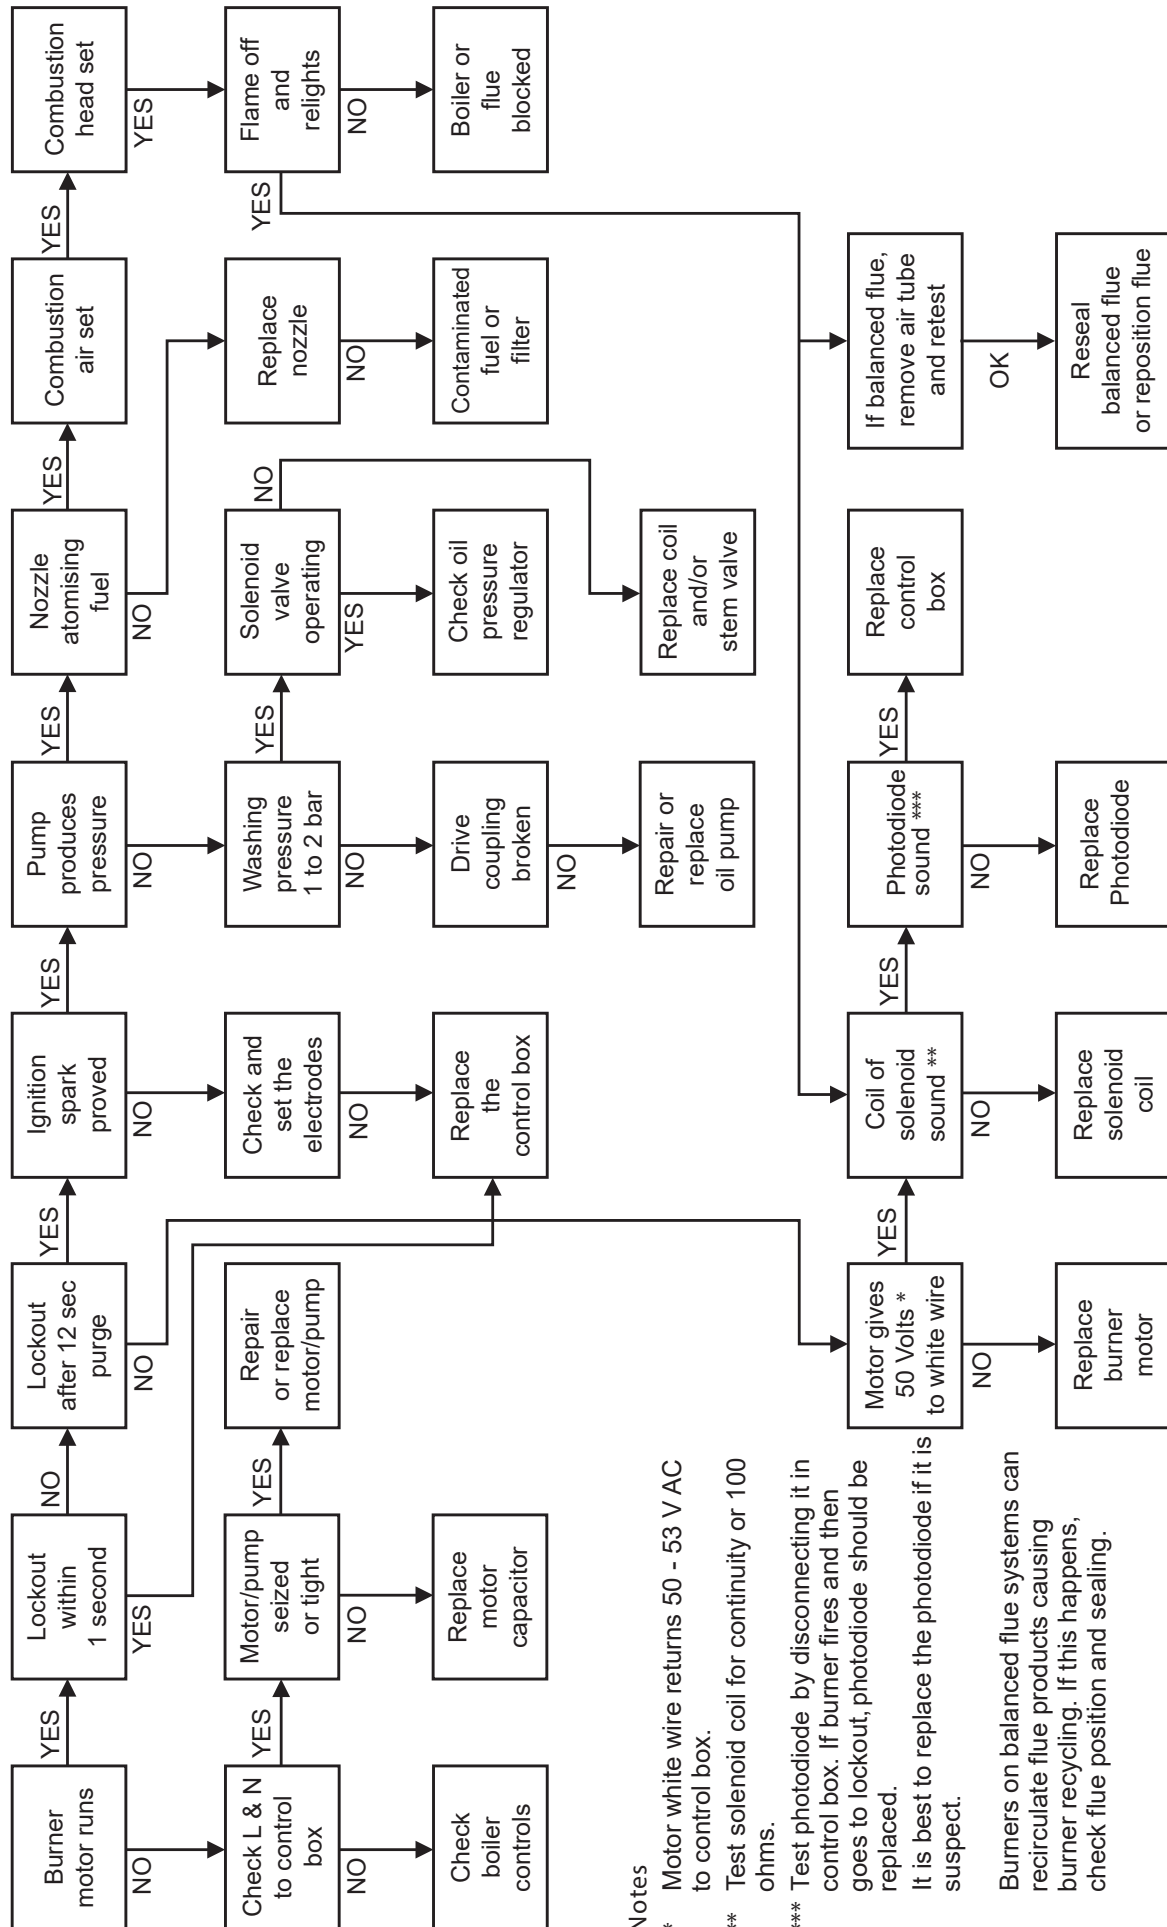 Burner
motor runs
YES
NO
Lockout
within
1 second
NO
YES
Lockout
after 12 sec
purge
YES
NO
Ignition
spark
proved
YES
NO
Pump
produces
pressure
YES
NO
Nozzle
atomising
fuel
YES
NO
Combustion
air set
YES
Combustion
head set
YES
Check L & N
to control
box
YES
NO
Motor/pump
seized
or tight
YES
NO
Repair
or replace
motor/pump
Check and
set the
electrodes
NO
Washing
pressure
1 to 2 bar
YES
NO
Solenoid
valve
operating
NO
YES
Replace
nozzle
NO
Flame off
and
relights
YES
NO
Check
boiler
controls
Replace
motor
capacitor
Replace
the
control box
Drive
coupling
broken
NO
Check oil
pressure
regulator
Contaminated
fuel or
filter
Boiler or
flue
blocked
Repair or
replace
oil pump
Replace coil
and/or
stem valve
Motor gives
50 Volts *
to white wire
YES
NO
Coil of
solenoid
sound **
YES
NO
Photodiode
sound ***
YES
NO
Replace
control
box
If balanced flue,
remove air tube
and retest
OK
Replace
burner
motor
Replace
solenoid
coil
Replace
Photodiode
Reseal
balanced flue
or reposition flue
Notes
* Motor white wire returns 50 - 53 V AC
to control box.
** Test solenoid coil for continuity or 100
ohms.
*** Test photodiode by disconnecting it in
control box. If burner fires and then
goes to lockout, photodiode should be
replaced.
It is best to replace the photodiode if it is
suspect.
Burners on balanced flue systems can
recirculate flue products causing
burner recycling. If this happens,
check flue position and sealing.